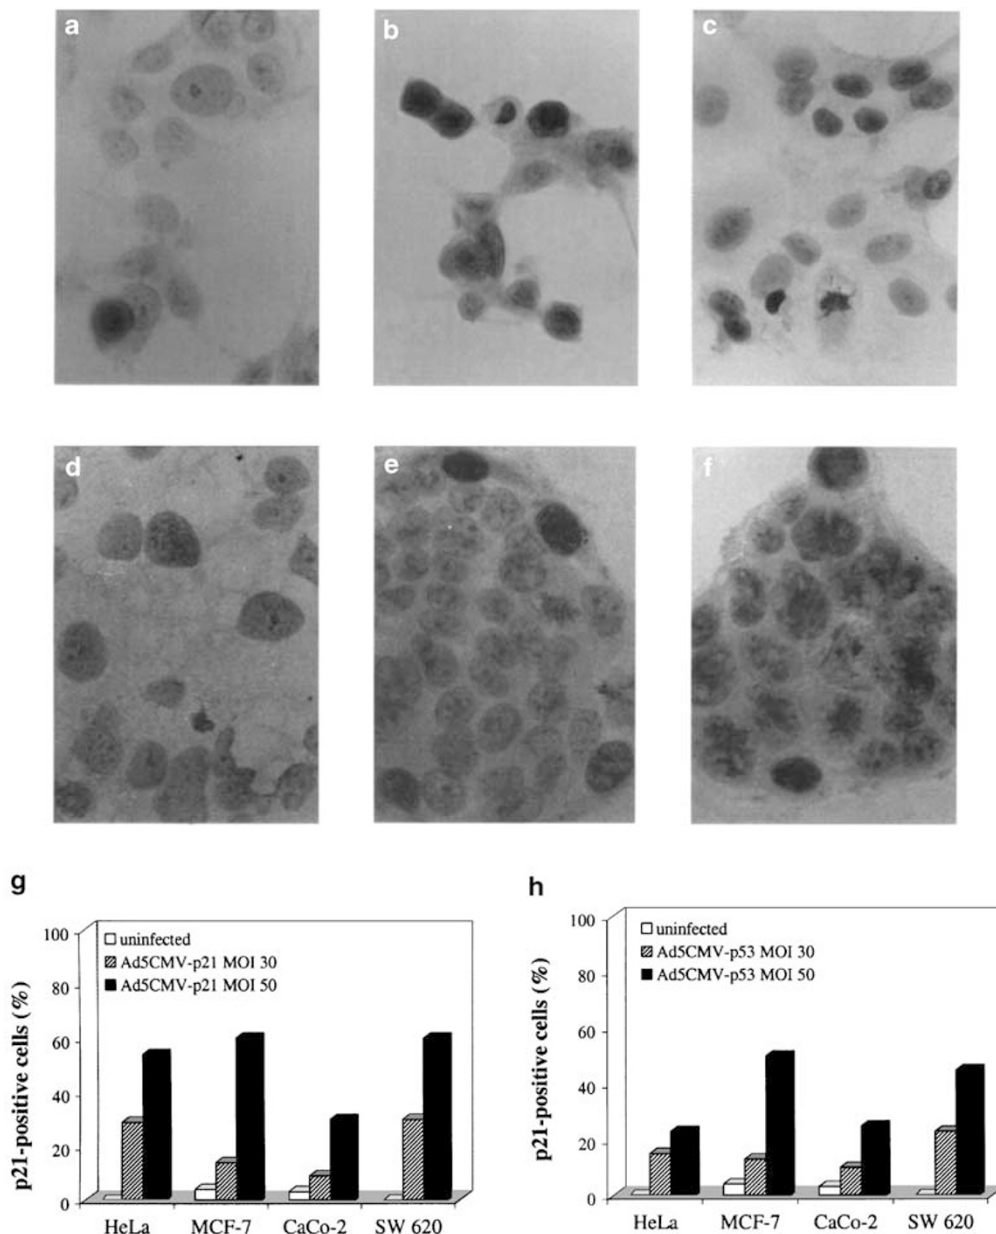 a
b
c
d
e
f
g
h
p21-positive cells (%)
100
80
60
40
20
0
uninfected
Ad5CMV-p21 MOI 30
Ad5CMV-p21 MOI 50
HeLa
MCF-7
CaCo-2
SW 620
p21-positive cells (%)
100
80
60
40
20
0
uninfected
Ad5CMV-p53 MOI 30
Ad5CMV-p53 MOI 50
HeLa
MCF-7
CaCo-2
SW 620